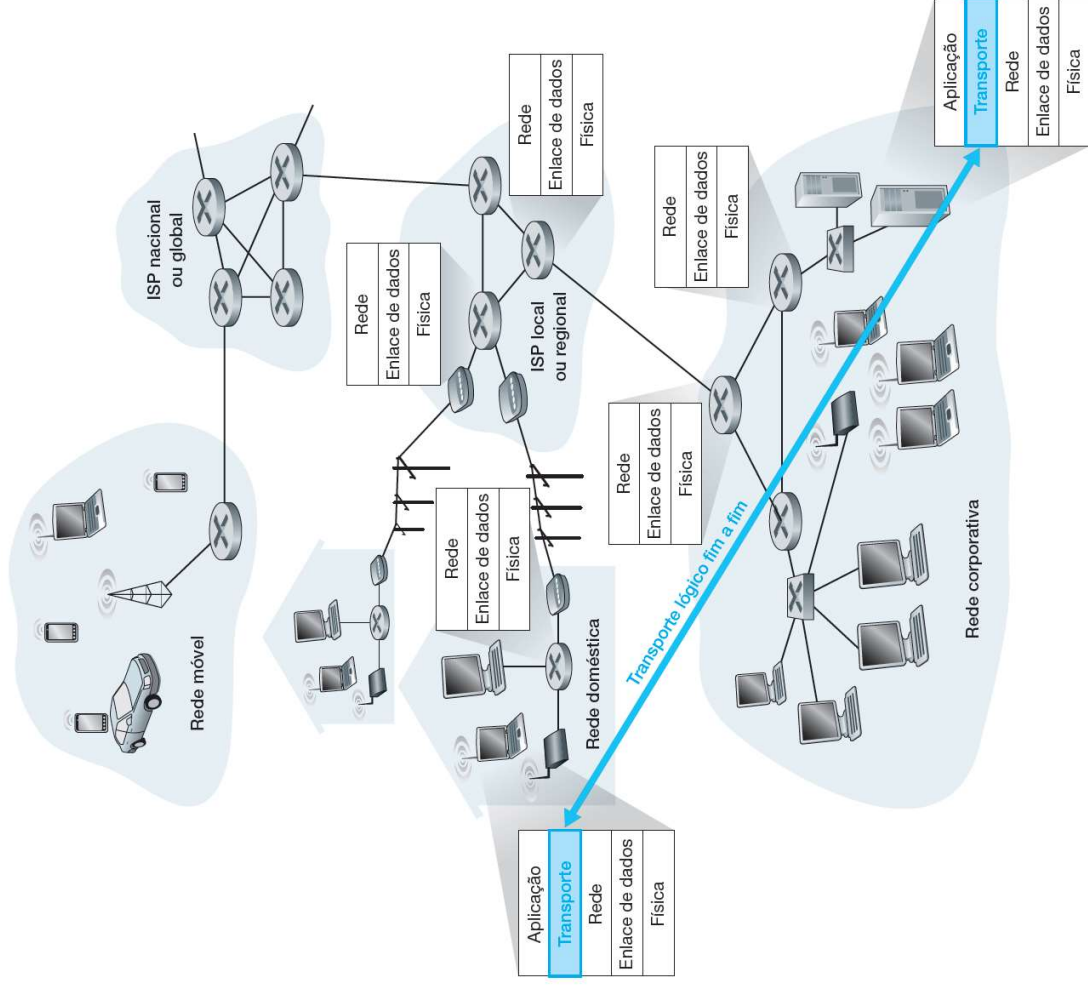 Rede móvel
ISP nacional
ou global
Rede
Enlace de dados
Física
ISP local
ou regional
Rede
Enlace de dados
Física
Rede
Enlace de dados
Física
Rede doméstica
Aplicação
Transporte
Rede
Enlace de dados
Física
Rede
Enlace de dados
Física
Rede
Enlace de dados
Física
Transporte lógico fim a fim
Rede corporativa
Aplicação
Transporte
Rede
Enlace de dados
Física